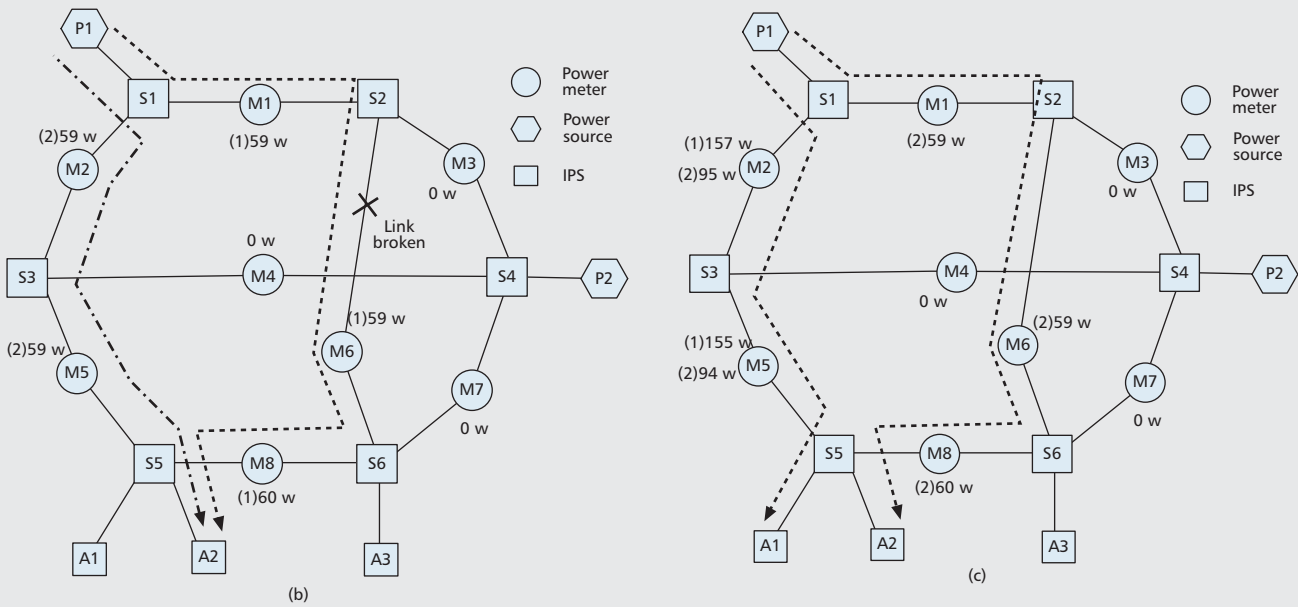 P1
S1
M1
S2
(1)59 w
(2)59 w
M2
M3
0 w
Link
broken
0 w
S3
M4
S4
P2
(1)59 w
M6
(2)59 w
M5
M7
0 w
S5
M8
S6
(1)60 w
A1
A2
A3
(b)
Power
meter
Power
source
IPS
P1
S1
M1
S2
(2)59 w
(1)157 w
(2)95 w
M2
M3
0 w
S3
M4
S4
P2
0 w
(2)59 w
M6
(1)155 w
(2)94 w
M5
M7
0 w
S5
M8
S6
(2)60 w
A1
A2
A3
(c)
Power
meter
Power
source
IPS